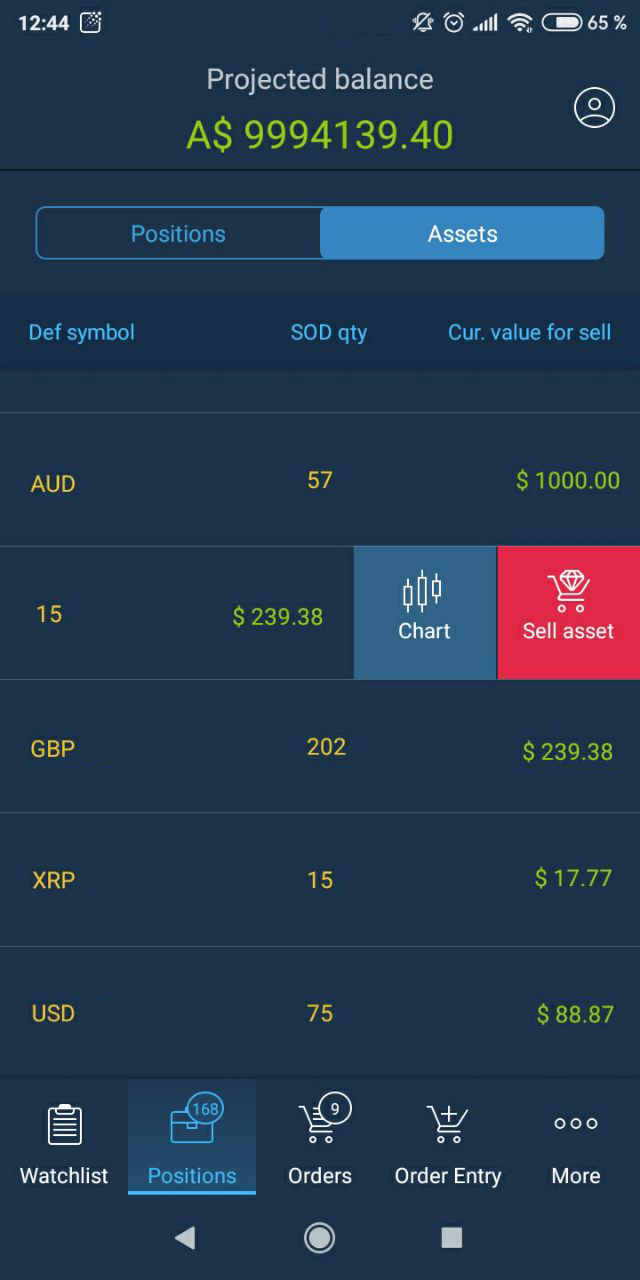 12:44 65 %
Projected balance
A$ 9994139.40
Positions Assets
Def symbol SOD qty Cur. value for sell
AUD 57 $ 1000.00
15 $ 239.38 Chart Sell asset
GBP 202 $ 239.38
XRP 15 $ 17.77
USD 75 $ 88.87
168 9
Watchlist Positions Orders Order Entry More